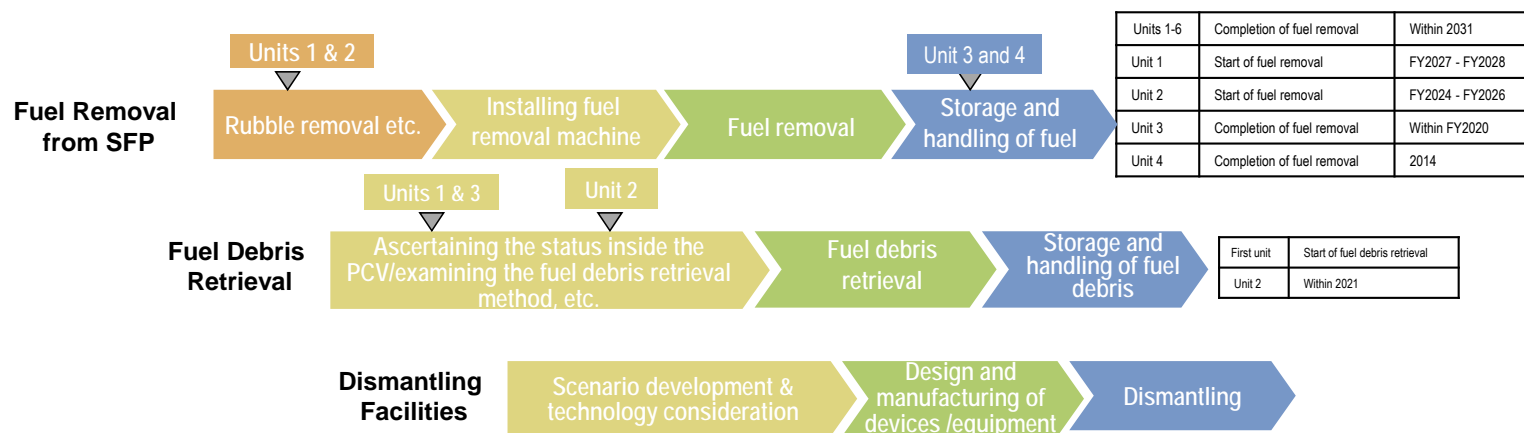 Units 1 & 2
Unit 3 and 4
Fuel Removal
from SFP
Rubble removal etc.
Installing fuel
removal machine
Fuel removal
Storage and
handling of fuel
Units 1-6 Completion of fuel removal Within 2031
Unit 1 Start of fuel removal FY2027 - FY2028
Unit 2 Start of fuel removal FY2024 - FY2026
Unit 3 Completion of fuel removal Within FY2020
Unit 4 Completion of fuel removal 2014
Units 1 & 3
Unit 2
Fuel Debris
Retrieval
Ascertaining the status inside the
PCV/examining the fuel debris retrieval
method, etc.
Fuel debris
retrieval
Storage and
handling of fuel
debris
First unit Start of fuel debris retrieval
Unit 2 Within 2021
Dismantling
Facilities
Scenario development &
technology consideration
Design and
manufacturing of
devices /equipment
Dismantling